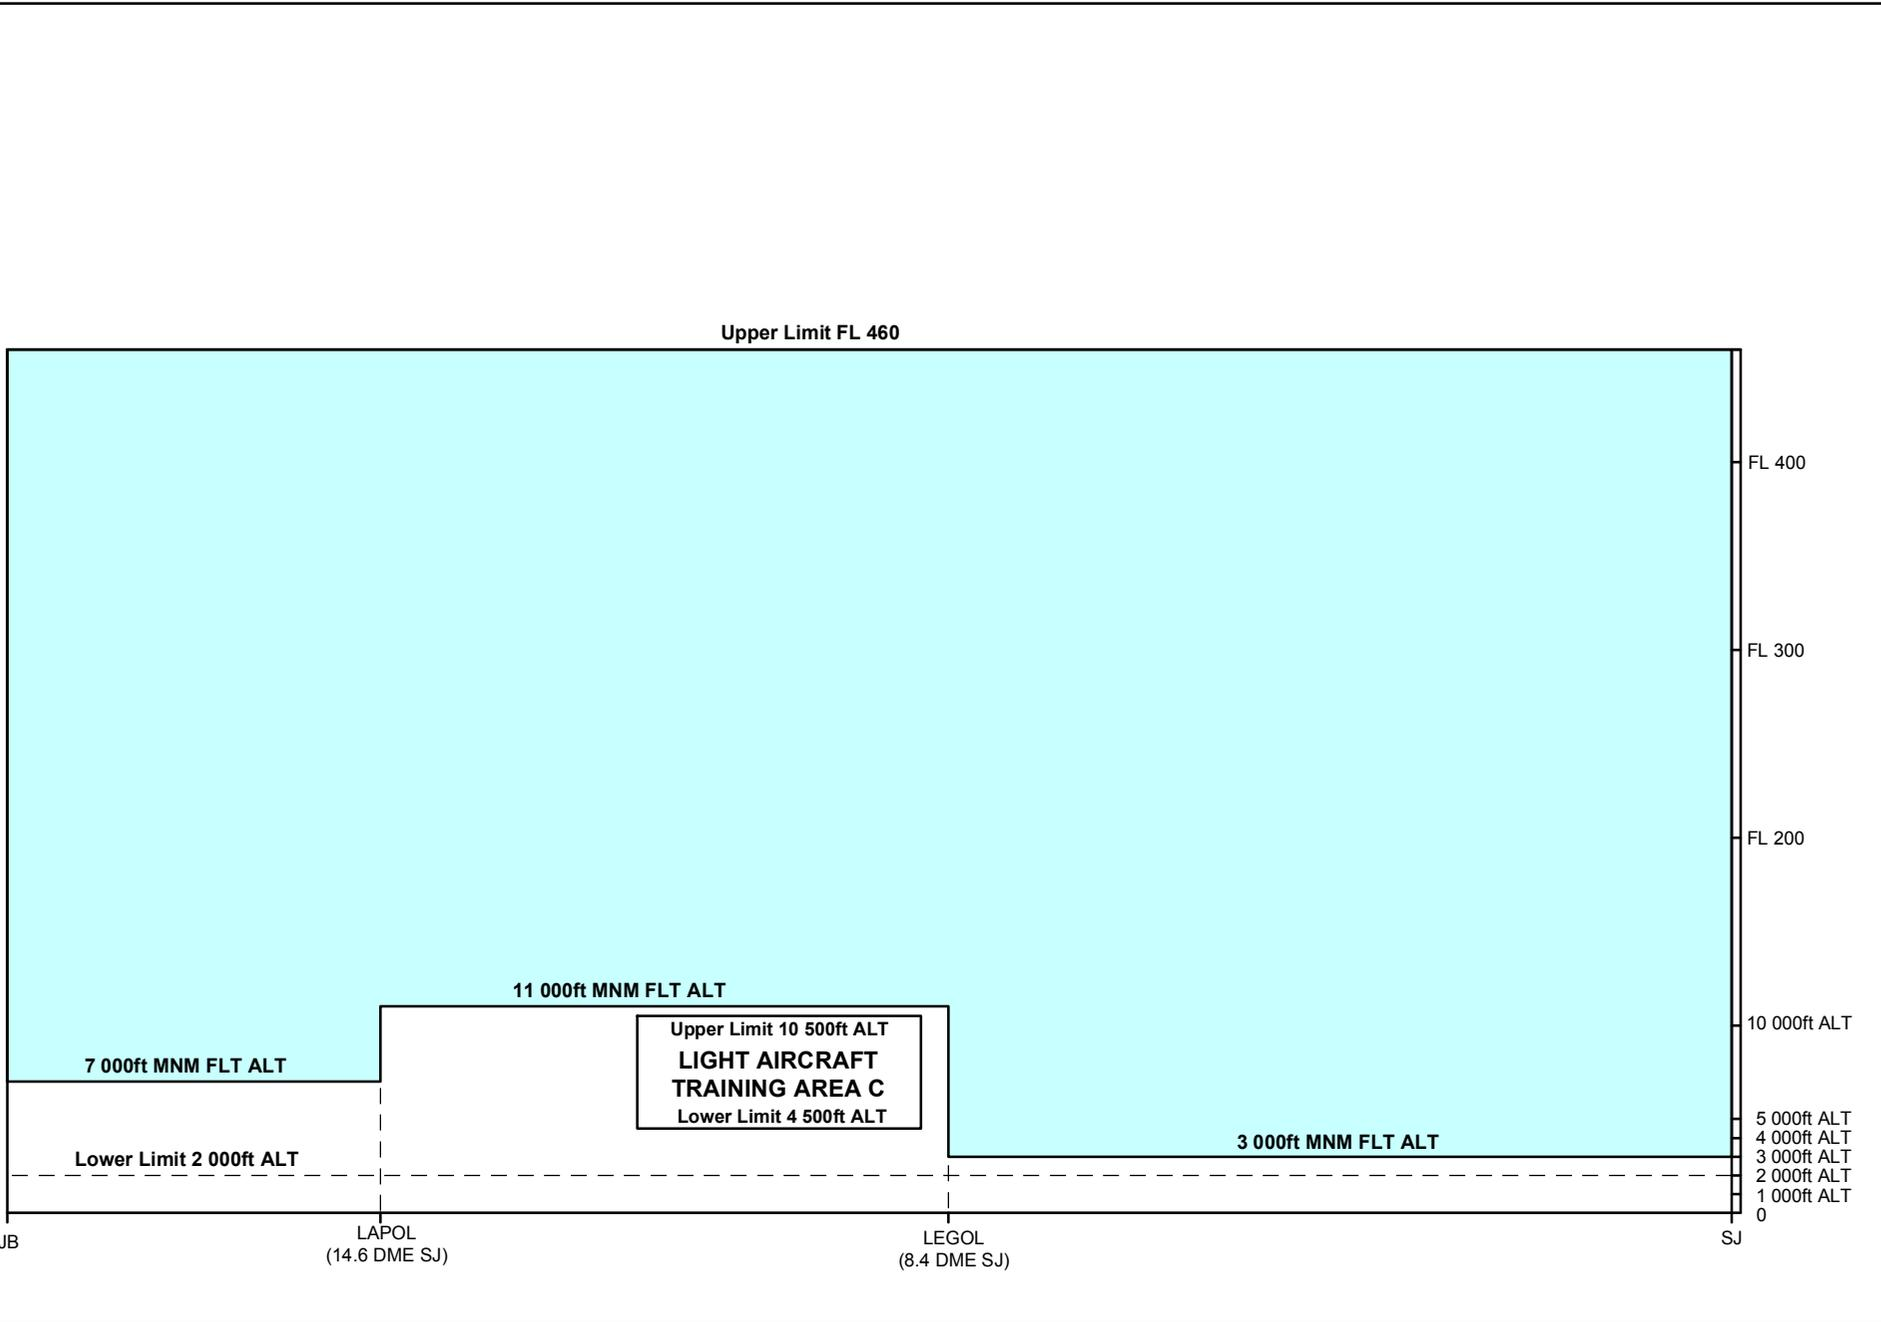 Upper Limit FL 460
FL 400
FL 300
FL 200
11 000ft MNM FLT ALT
10 000ft ALT
Upper Limit 10 500ft ALT
LIGHT AIRCRAFT
TRAINING AREA C
Lower Limit 4 500ft ALT
7 000ft MNM FLT ALT
5 000ft ALT
4 000ft ALT
3 000ft MNM FLT ALT
3 000ft ALT
Lower Limit 2 000ft ALT
2 000ft ALT
1 000ft ALT
0
JB
LAPOL
(14.6 DME SJ)
LEGOL
(8.4 DME SJ)
SJ